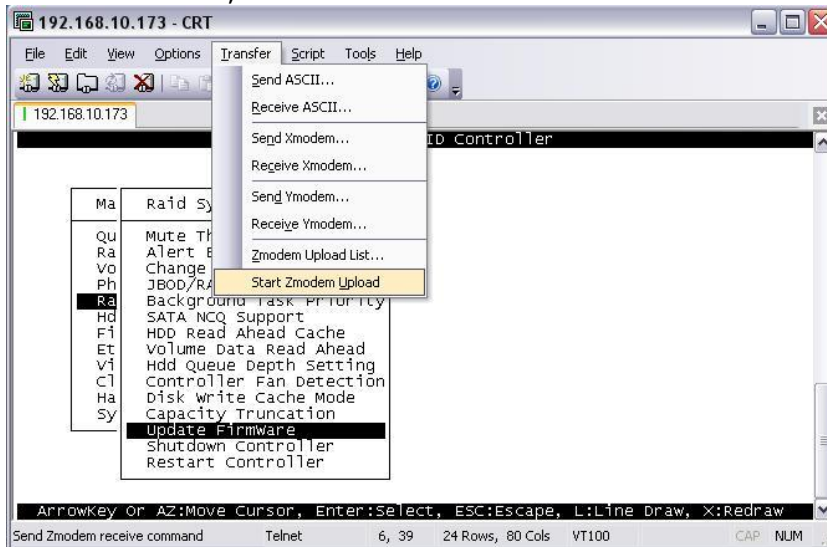 192.168.10.173 - CRT
File Edit View Options Transfer Script Tools Help
192.168.10.173
Send ASCII...
Receive ASCII...
Send Xmodem...
Receive Xmodem...
Send Ymodem...
Receive Ymodem...
Zmodem Upload List...
Start Zmodem Upload
ID Controller
Ma
Qu
Ra
Vo
Ph
Ra
Hd
Fi
Et
Vi
Cl
Ha
Sy
Raid Sy
Mute Th
Alert B
Change
JBOD/RA
Background Task Priority
SATA NCQ Support
HDD Read Ahead Cache
Volume Data Read Ahead
Hdd Queue Depth Setting
Controller Fan Detection
Disk Write Cache Mode
Capacity Truncation
Update FirmWare
Shutdown Controller
Restart Controller
ArrowKey Or AZ:Move Cursor, Enter:Select, ESC:Escape, L:Line Draw, X:Redraw
Send Zmodem receive command Telnet 6, 39 24 Rows, 80 Cols VT100 CAP NUM